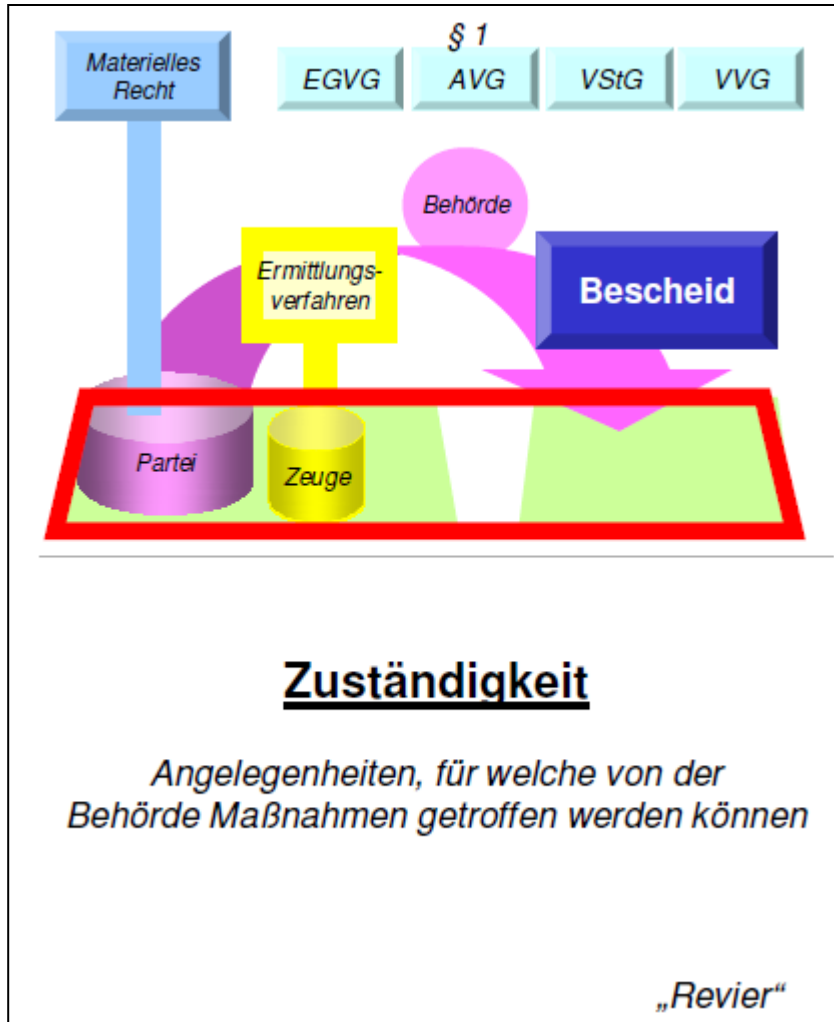 § 1
Materielles
Recht
EGVG
AVG
VStG
VVG
Behörde
Ermittlungs-
verfahren
Bescheid
Partei
Zeuge
Zuständigkeit
Angelegenheiten, für welche von der
Behörde Maßnahmen getroffen werden können
„Revier“